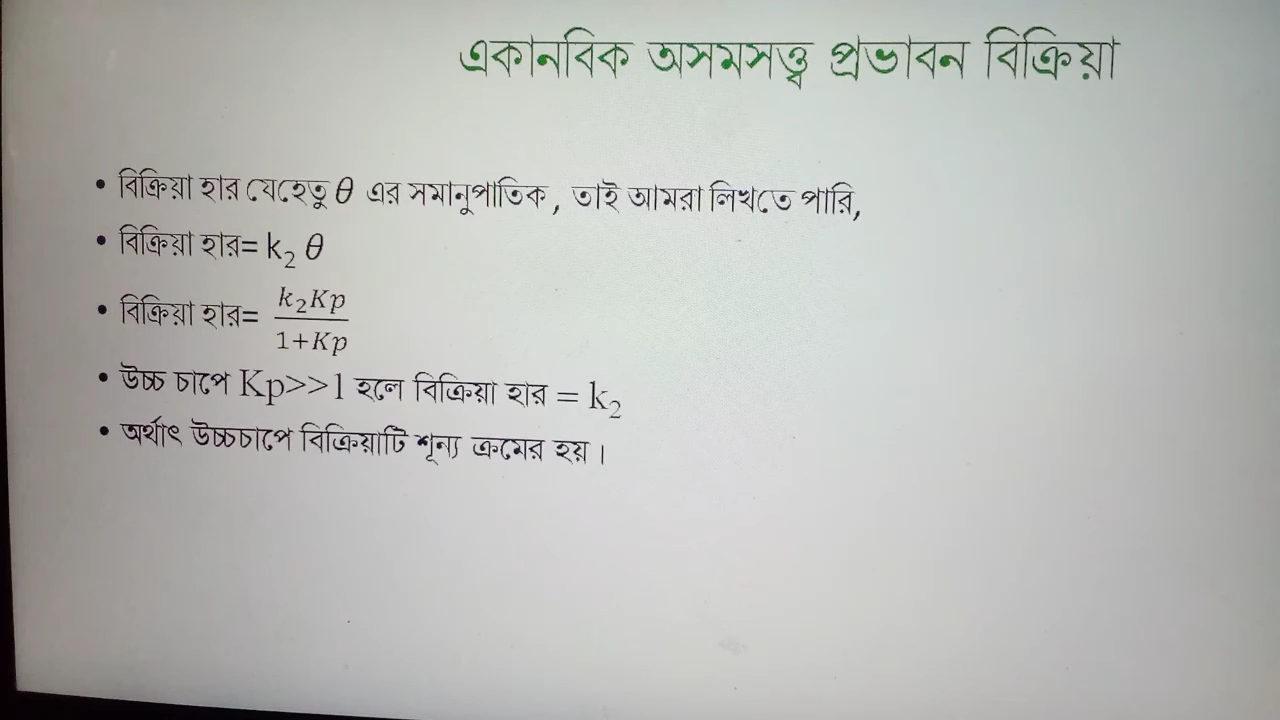 একানবিক অসমসত্ত্ব প্রভাবন বিক্রিয়া
• বিক্রিয়া হার যেহেতু θ এর সমানুপাতিক, তাই আমরা লিখতে পারি,
• বিক্রিয়া হার= k₂ θ
• বিক্রিয়া হার= k₂Kp / 1+Kp
• উচ্চ চাপে Kp>>1 হলে বিক্রিয়া হার = k₂
• অর্থাৎ উচ্চচাপে বিক্রিয়াটি শূন্য ক্রমের হয়।